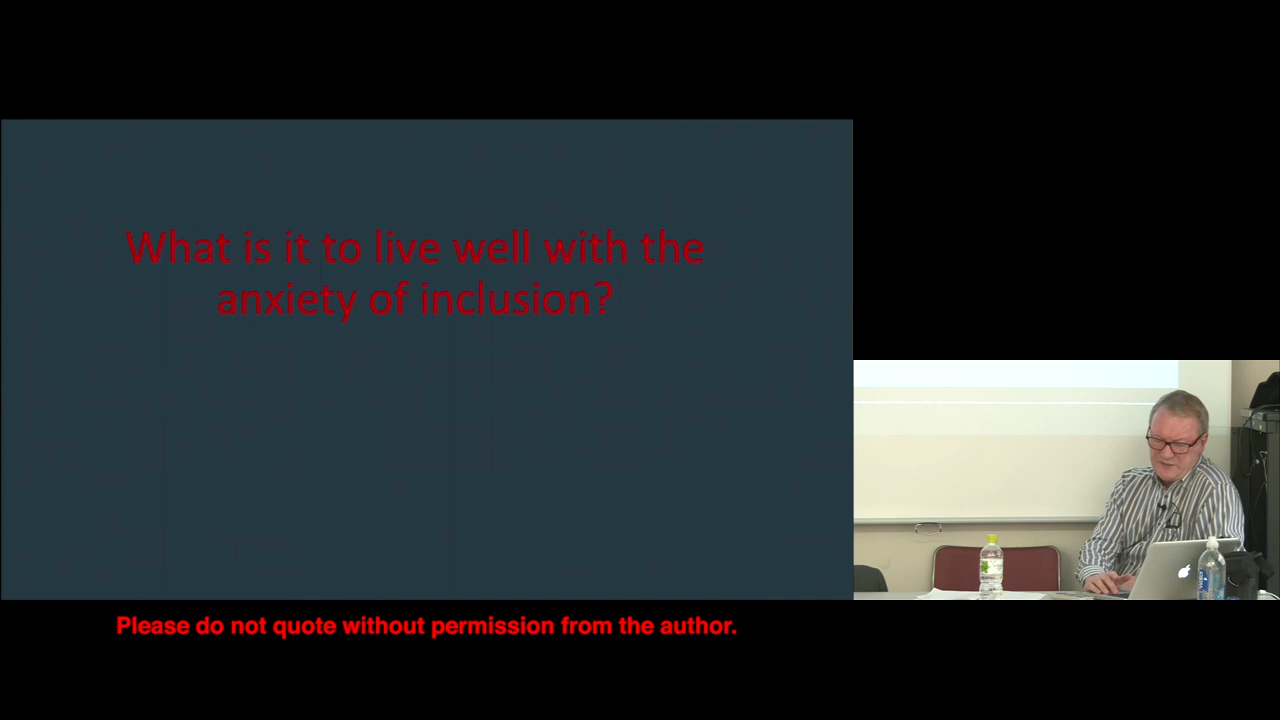 What is it to live well with the
anxiety of inclusion?
Please do not quote without permission from the author.